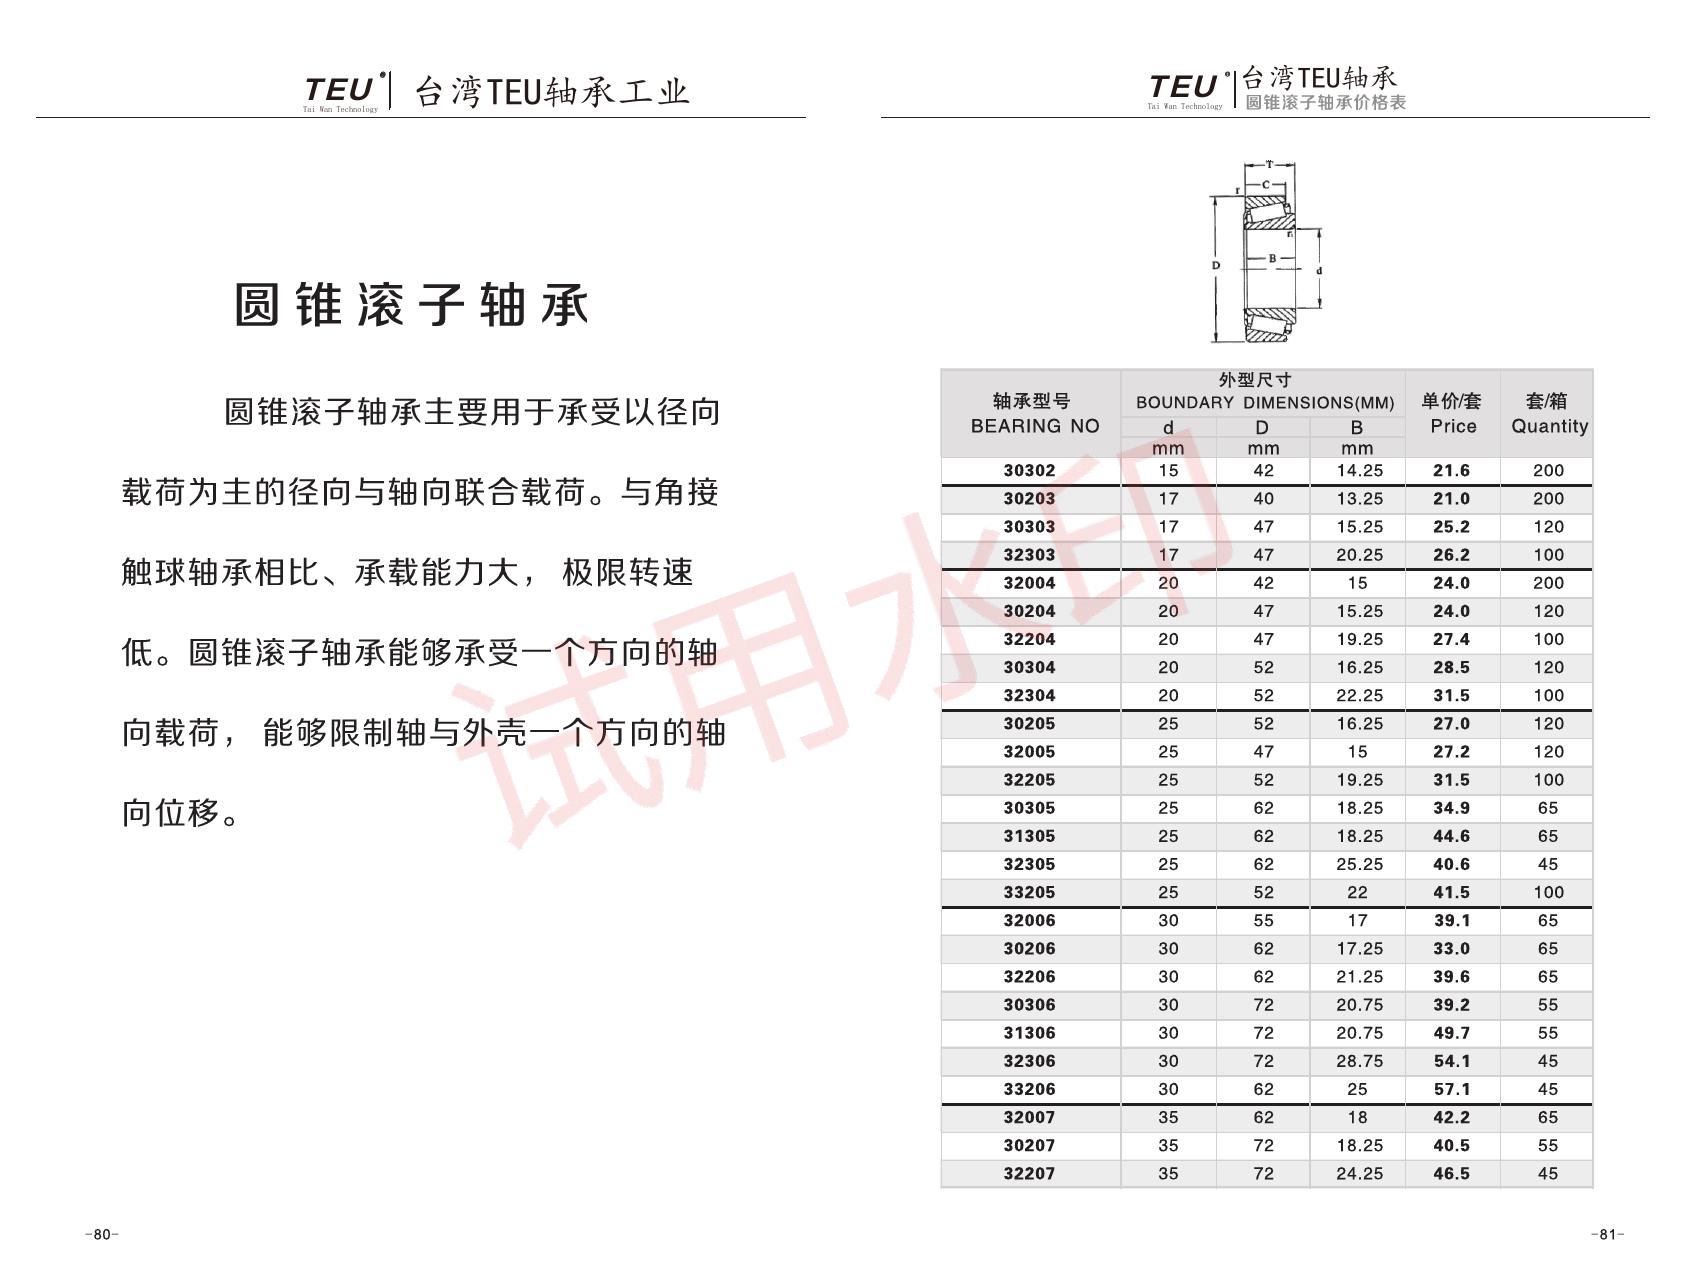 TEU®
Tai Wan Technology
台湾TEU轴承工业
圆锥滚子轴承
圆锥滚子轴承主要用于承受以径向
载荷为主的径向与轴向联合载荷。与角接
触球轴承相比、承载能力大， 极限转速
低。圆锥滚子轴承能够承受一个方向的轴
向载荷， 能够限制轴与外壳一个方向的轴
向位移。
-80-
TEU®
Tai Wan Technology
台湾TEU轴承
圆锥滚子轴承价格表
T
C
r
r
B
D
d
轴承型号 外型尺寸 单价/套 套/箱
BEARING NO BOUNDARY DIMENSIONS(MM) Price Quantity
d D B
mm mm mm
30302 15 42 14.25 21.6 200
30203 17 40 13.25 21.0 200
30303 17 47 15.25 25.2 120
32303 17 47 20.25 26.2 100
32004 20 42 15 24.0 200
30204 20 47 15.25 24.0 120
32204 20 47 19.25 27.4 100
30304 20 52 16.25 28.5 120
32304 20 52 22.25 31.5 100
30205 25 52 16.25 27.0 120
32005 25 47 15 27.2 120
32205 25 52 19.25 31.5 100
30305 25 62 18.25 34.9 65
31305 25 62 18.25 44.6 65
32305 25 62 25.25 40.6 45
33205 25 52 22 41.5 100
32006 30 55 17 39.1 65
30206 30 62 17.25 33.0 65
32206 30 62 21.25 39.6 65
30306 30 72 20.75 39.2 55
31306 30 72 20.75 49.7 55
32306 30 72 28.75 54.1 45
33206 30 62 25 57.1 45
32007 35 62 18 42.2 65
30207 35 72 18.25 40.5 55
32207 35 72 24.25 46.5 45
-81-
试用水印